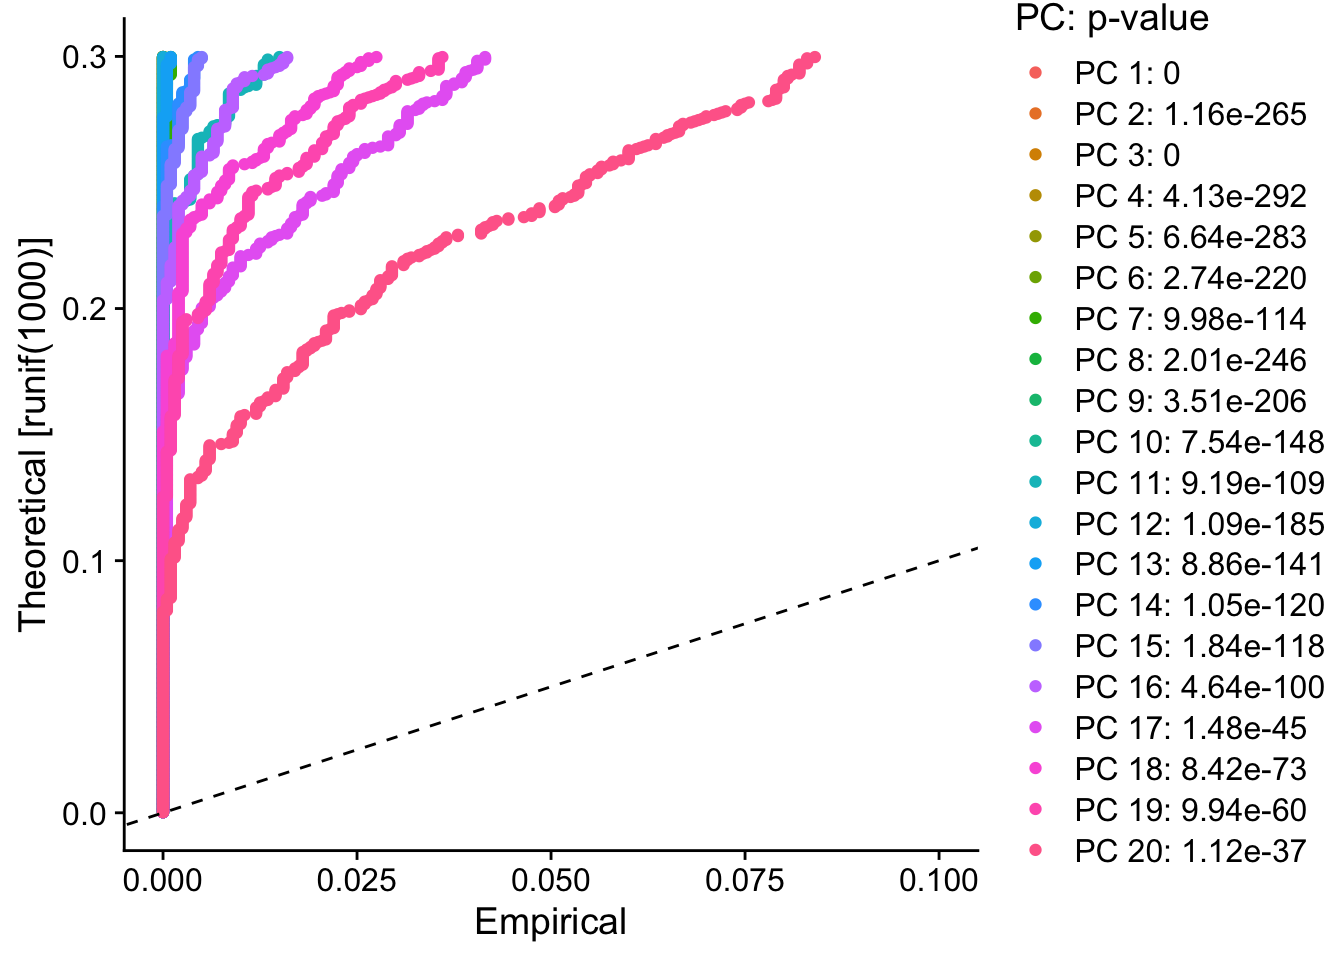 PC: p-value
PC 1: 0
PC 2: 1.16e-265
PC 3: 0
PC 4: 4.13e-292
PC 5: 6.64e-283
PC 6: 2.74e-220
PC 7: 9.98e-114
PC 8: 2.01e-246
PC 9: 3.51e-206
PC 10: 7.54e-148
PC 11: 9.19e-109
PC 12: 1.09e-185
PC 13: 8.86e-141
PC 14: 1.05e-120
PC 15: 1.84e-118
PC 16: 4.64e-100
PC 17: 1.48e-45
PC 18: 8.42e-73
PC 19: 9.94e-60
PC 20: 1.12e-37
Theoretical [runif(1000)]
0.3
0.2
0.1
0.0
0.000 0.025 0.050 0.075 0.100
Empirical